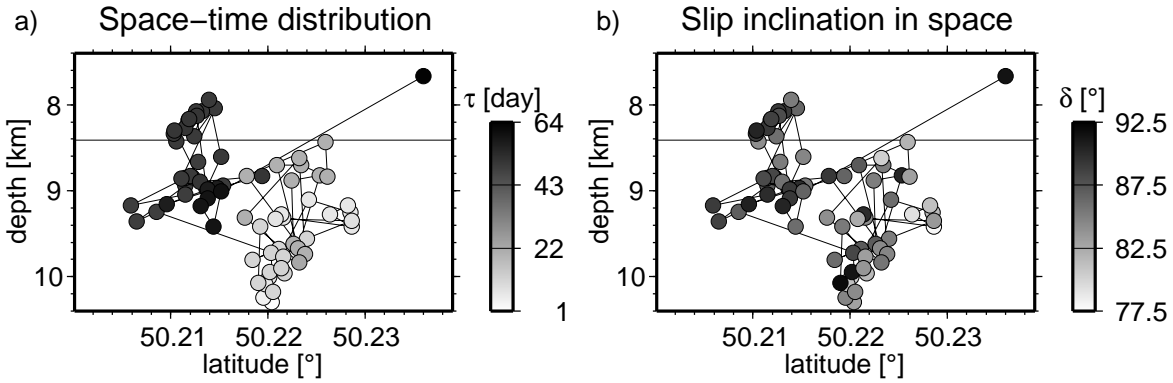 a) Space−time distribution
8
9
10
depth [km]
50.21 50.22 50.23
latitude [°]
τ [day]
64
43
22
1
b) Slip inclination in space
8
9
10
depth [km]
50.21 50.22 50.23
latitude [°]
δ [°]
92.5
87.5
82.5
77.5